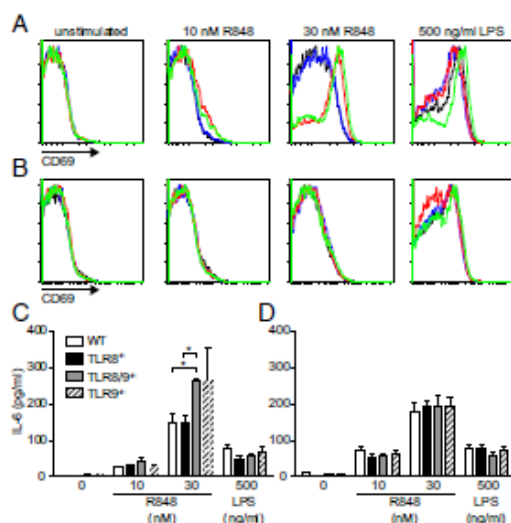 A
unstimulated
10 nM R848
30 nM R848
500 ng/ml LPS
CD69
B
CD69
C
D
IL-6 (pg/ml)
400
300
200
100
0
WT
TLR8⁺
TLR8/9⁺
TLR9⁺
*
*
400
300
200
100
0
0
10
30
500
0
10
30
500
R848
LPS
R848
LPS
(nM)
(ng/ml)
(nM)
(ng/ml)